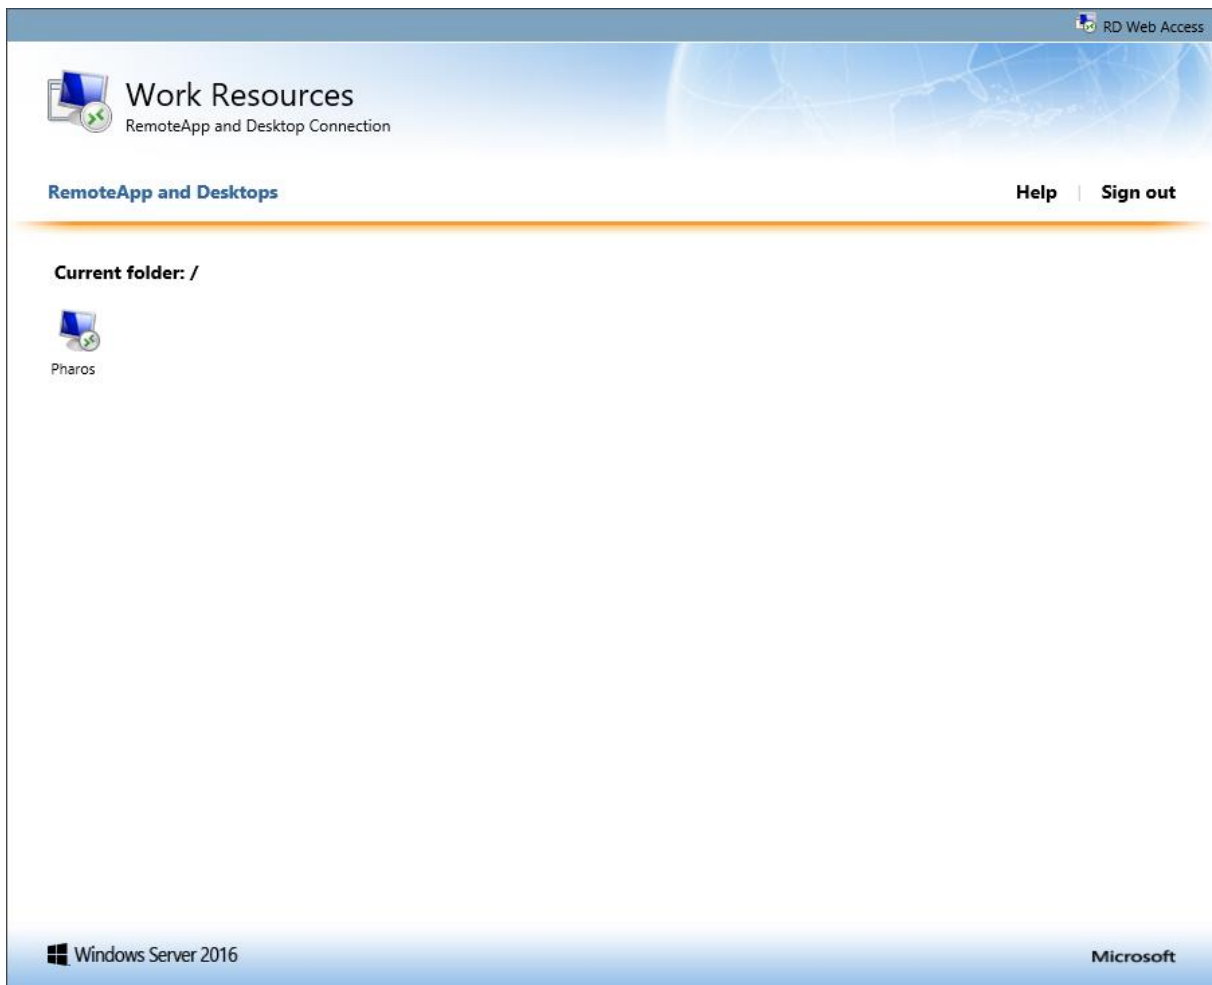 RD Web Access
Work Resources
RemoteApp and Desktop Connection
RemoteApp and Desktops
Help | Sign out
Current folder: /
Pharos
Windows Server 2016
Microsoft